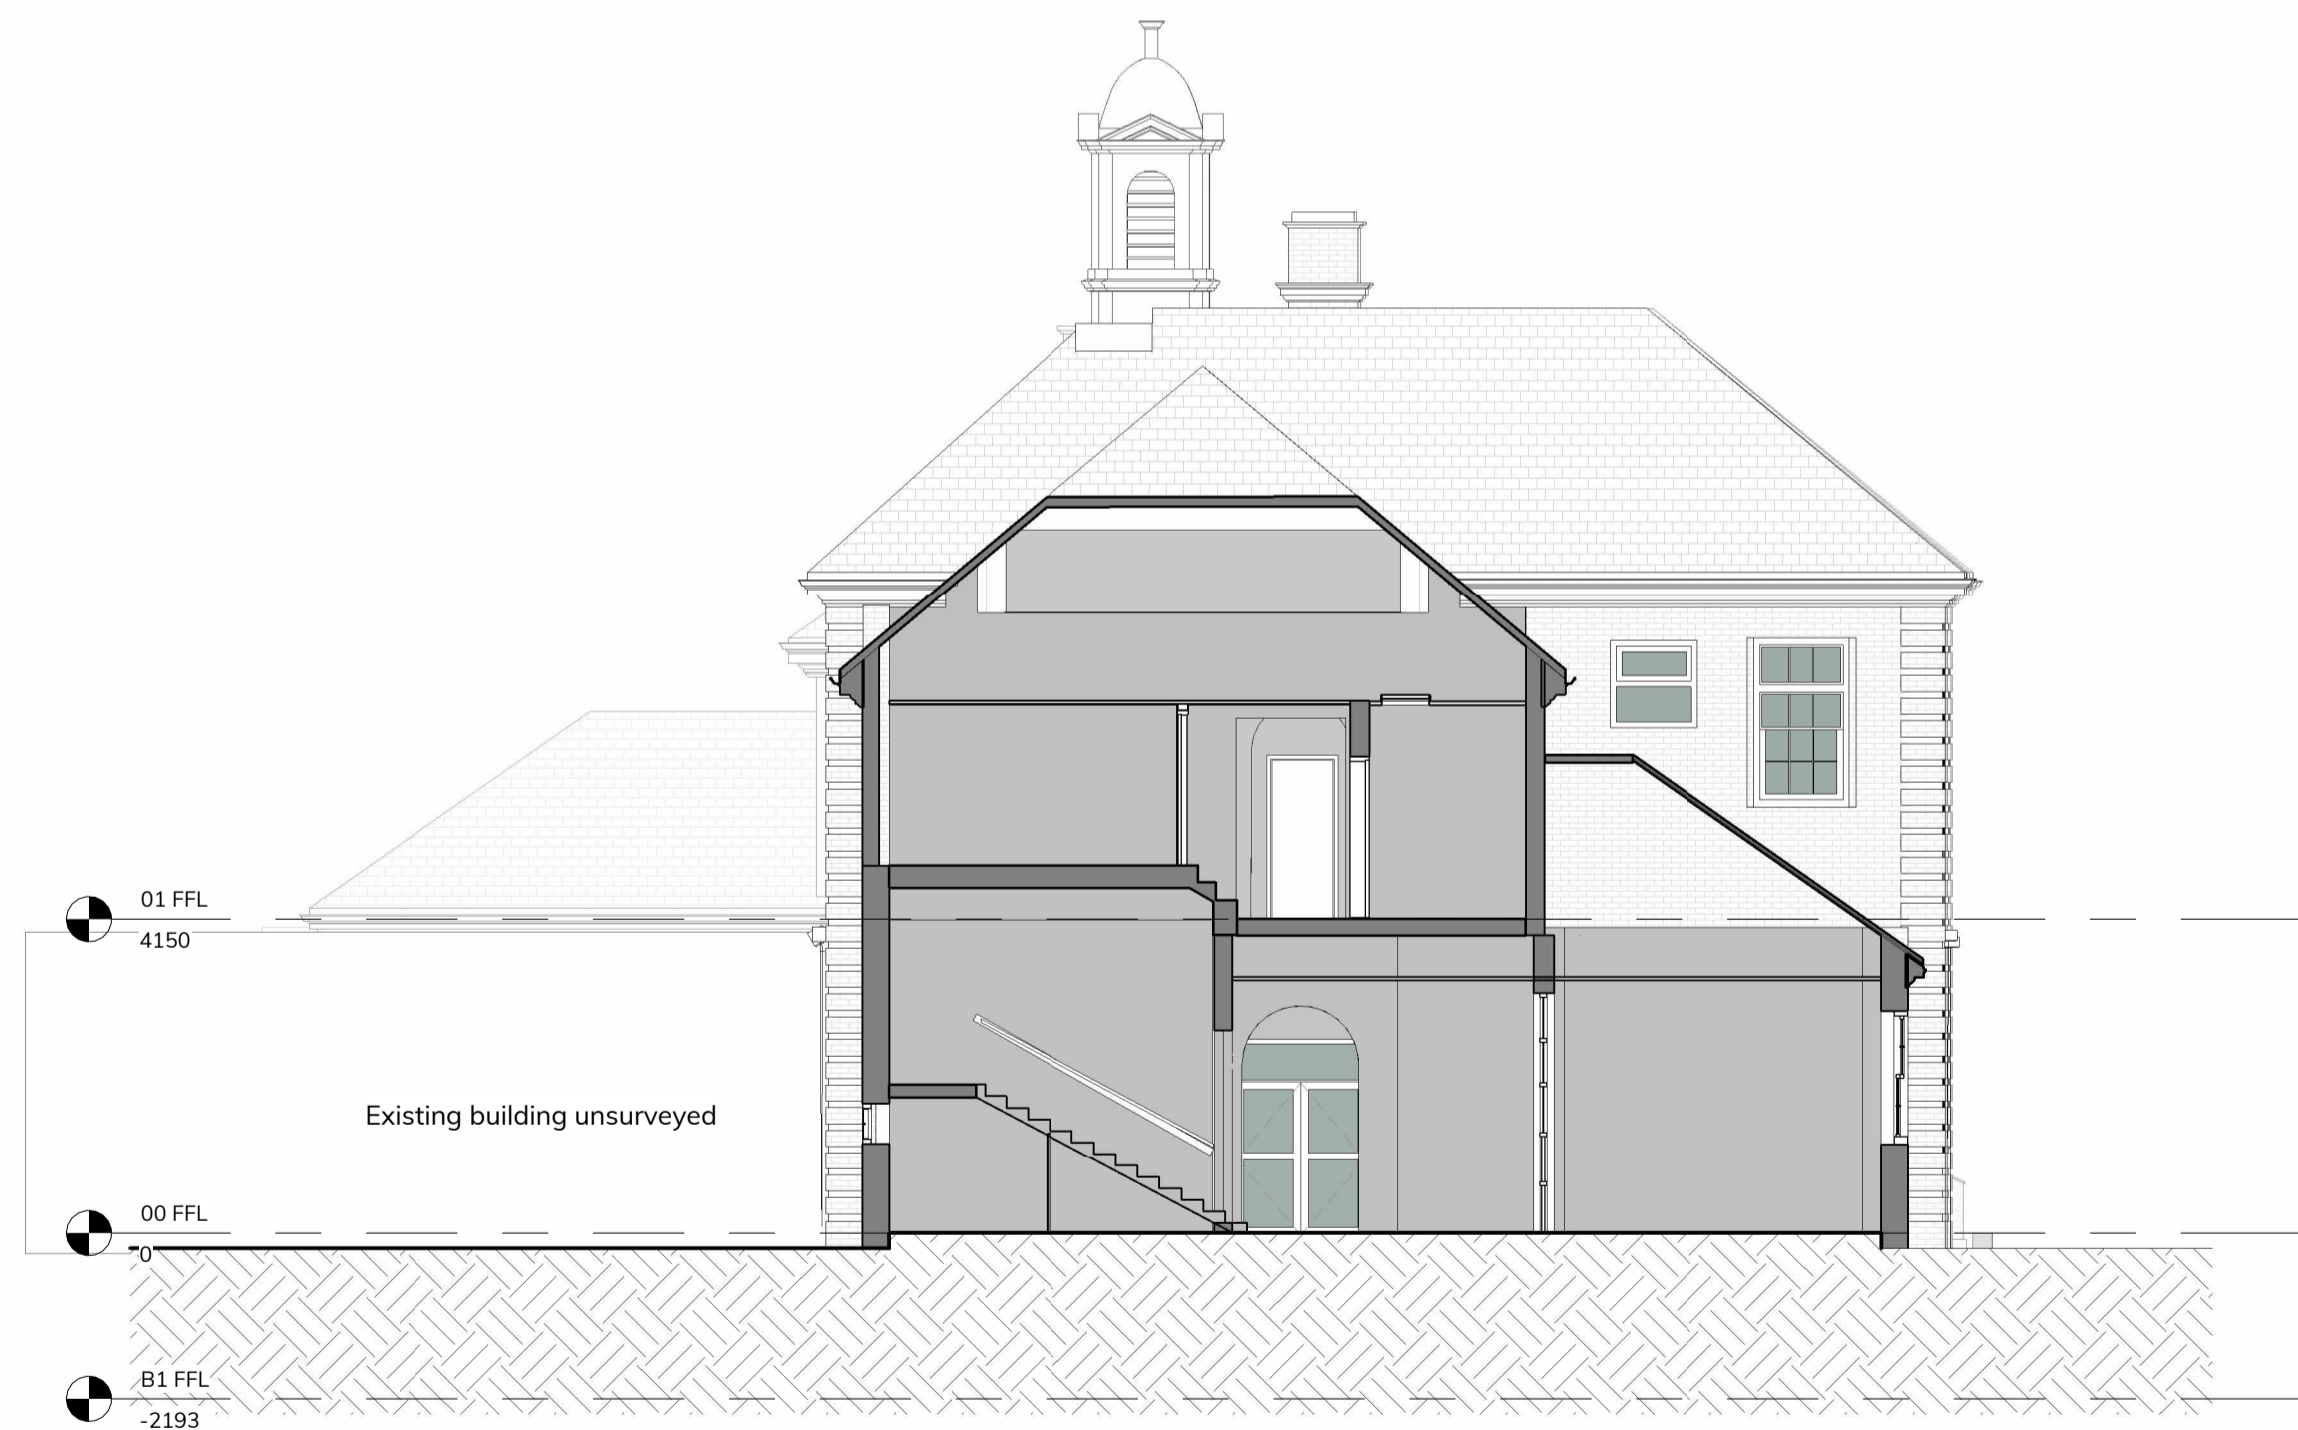 01 FFL
4150
Existing building unsurveyed
00 FFL
0
B1 FFL
-2193